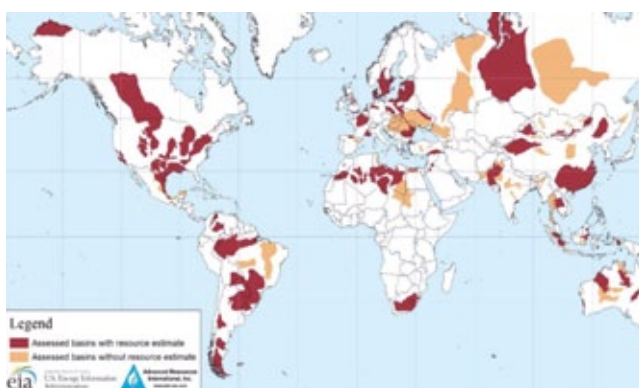 Legend
Assessed basins with resource estimate
Assessed basins without resource estimate
eia
U.S. Energy Information
Administration
Advanced Resources
International, Inc.